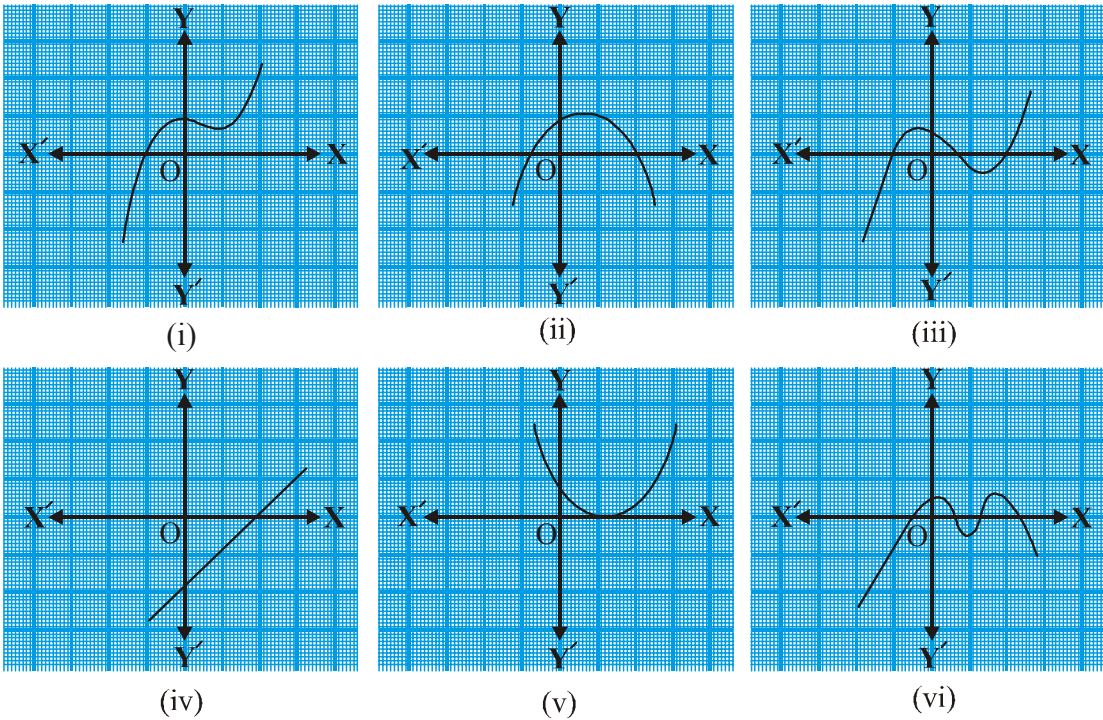 Y Y Y
X′ O X X′ O X X′ O X
Y′ Y′ Y′
(i) (ii) (iii)
Y Y Y
X′ O X X′ O X X′ O X
Y′ Y′ Y′
(iv) (v) (vi)